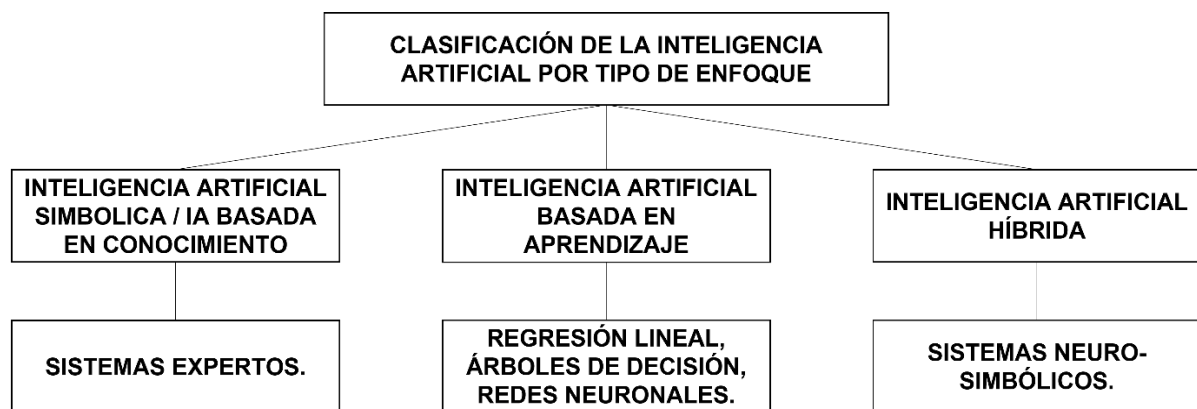 CLASIFICACIÓN DE LA INTELIGENCIA
ARTIFICIAL POR TIPO DE ENFOQUE
INTELIGENCIA ARTIFICIAL
SIMBOLICA / IA BASADA
EN CONOCIMIENTO
INTELIGENCIA ARTIFICIAL
BASADA EN
APRENDIZAJE
INTELIGENCIA ARTIFICIAL
HÍBRIDA
SISTEMAS EXPERTOS.
REGRESIÓN LINEAL,
ÁRBOLES DE DECISIÓN,
REDES NEURONALES.
SISTEMAS NEURO-
SIMBÓLICOS.